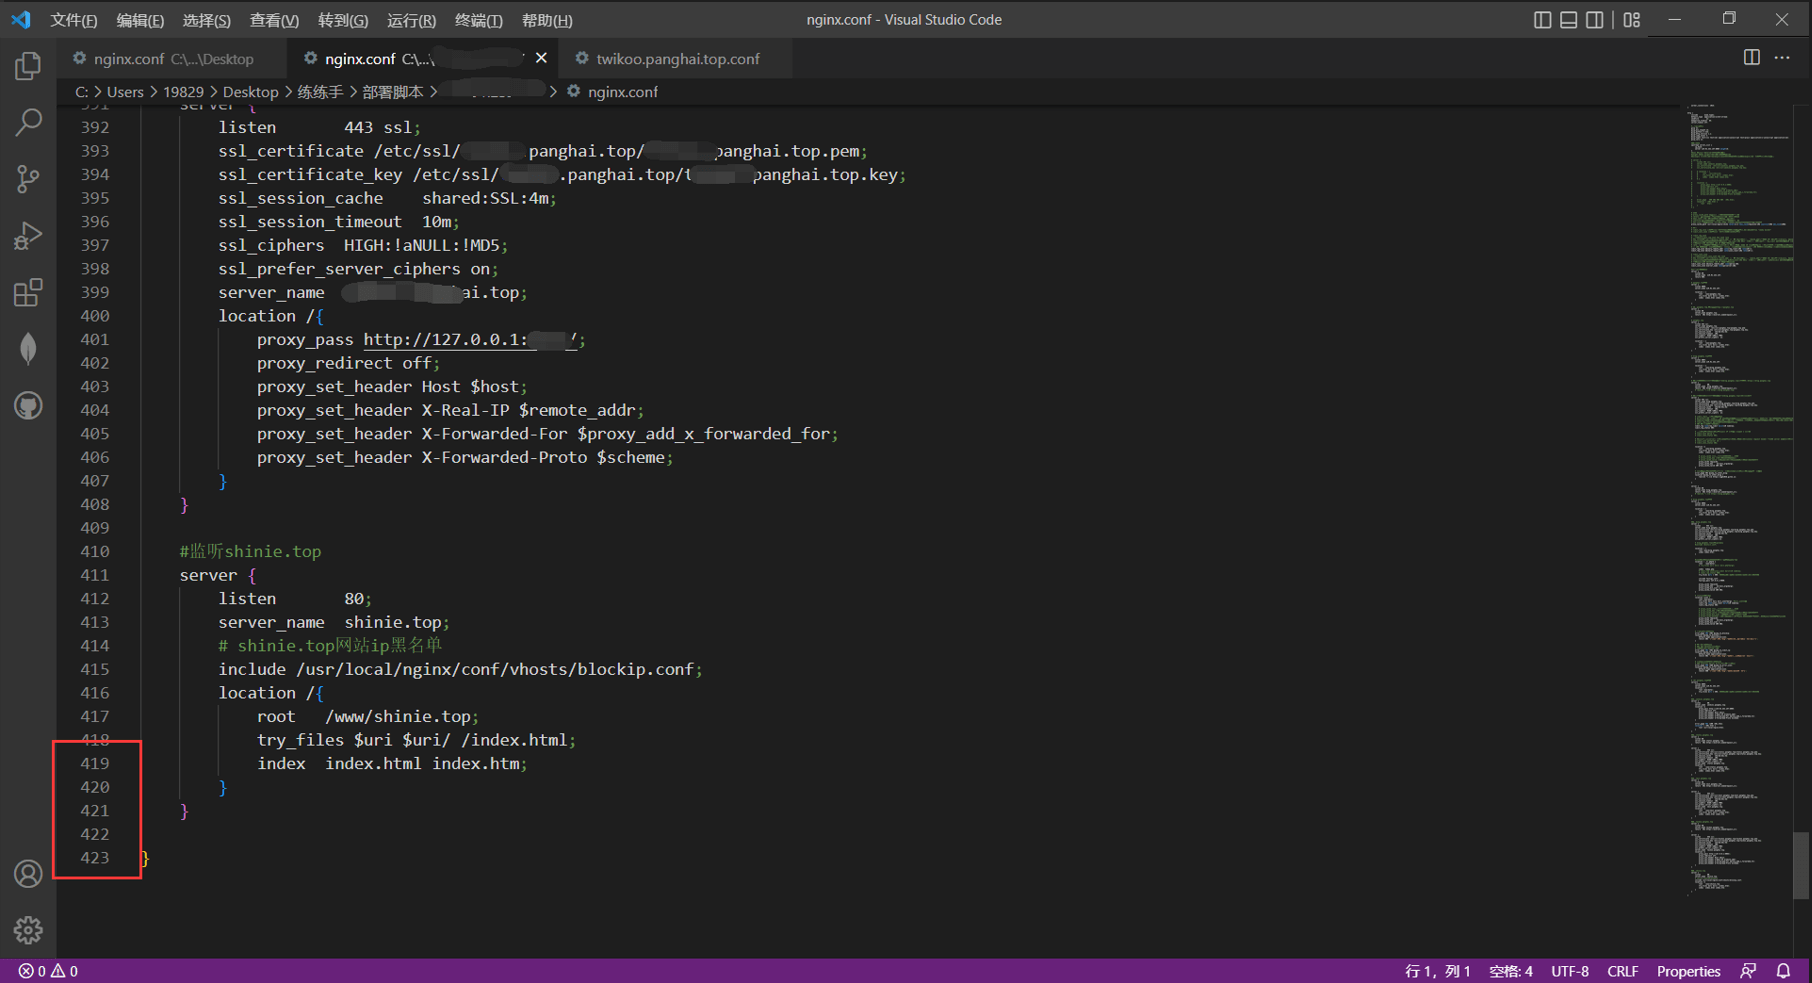 文件(F) 编辑(E) 选择(S) 查看(V) 转到(G) 运行(R) 终端(T) 帮助(H) nginx.conf - Visual Studio Code
nginx.conf C:\...\Desktop nginx.conf C:\...\ twikoo.panghai.top.conf
C: > Users > 19829 > Desktop > 练练手 > 部署脚本 > > nginx.conf
391 server {
392 listen 443 ssl;
393 ssl_certificate /etc/ssl/ .panghai.top/ panghai.top.pem;
394 ssl_certificate_key /etc/ssl/ .panghai.top/t panghai.top.key;
395 ssl_session_cache shared:SSL:4m;
396 ssl_session_timeout 10m;
397 ssl_ciphers HIGH:!aNULL:!MD5;
398 ssl_prefer_server_ciphers on;
399 server_name ai.top;
400 location /{
401 proxy_pass http://127.0.0.1: /;
402 proxy_redirect off;
403 proxy_set_header Host $host;
404 proxy_set_header X-Real-IP $remote_addr;
405 proxy_set_header X-Forwarded-For $proxy_add_x_forwarded_for;
406 proxy_set_header X-Forwarded-Proto $scheme;
407 }
408 }
409
410 #监听shinie.top
411 server {
412 listen 80;
413 server_name shinie.top;
414 # shinie.top网站ip黑名单
415 include /usr/local/nginx/conf/vhosts/blockip.conf;
416 location /{
417 root /www/shinie.top;
418 try_files $uri $uri/ /index.html;
419 index index.html index.htm;
420 }
421 }
422
423 }
0 0 行 1, 列 1 空格: 4 UTF-8 CRLF Properties